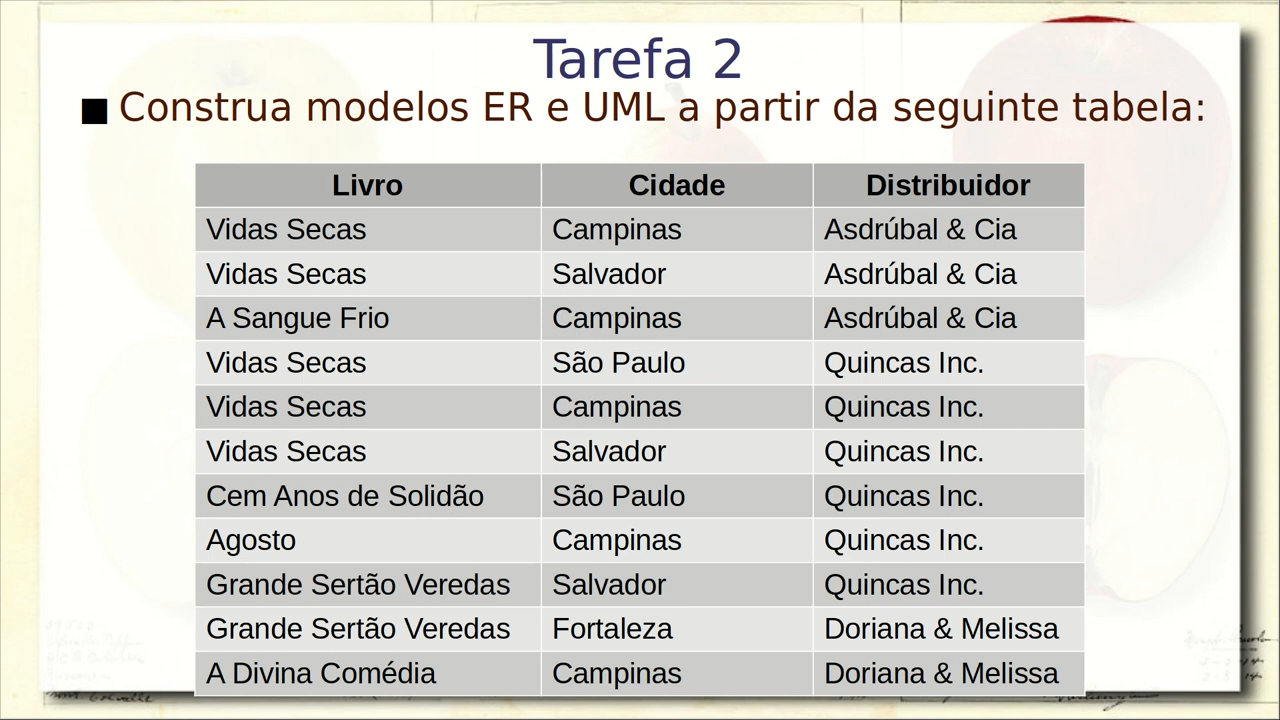 Tarefa 2
■ Construa modelos ER e UML a partir da seguinte tabela:
Livro Cidade Distribuidor
Vidas Secas Campinas Asdrúbal & Cia
Vidas Secas Salvador Asdrúbal & Cia
A Sangue Frio Campinas Asdrúbal & Cia
Vidas Secas São Paulo Quincas Inc.
Vidas Secas Campinas Quincas Inc.
Vidas Secas Salvador Quincas Inc.
Cem Anos de Solidão São Paulo Quincas Inc.
Agosto Campinas Quincas Inc.
Grande Sertão Veredas Salvador Quincas Inc.
Grande Sertão Veredas Fortaleza Doriana & Melissa
A Divina Comédia Campinas Doriana & Melissa